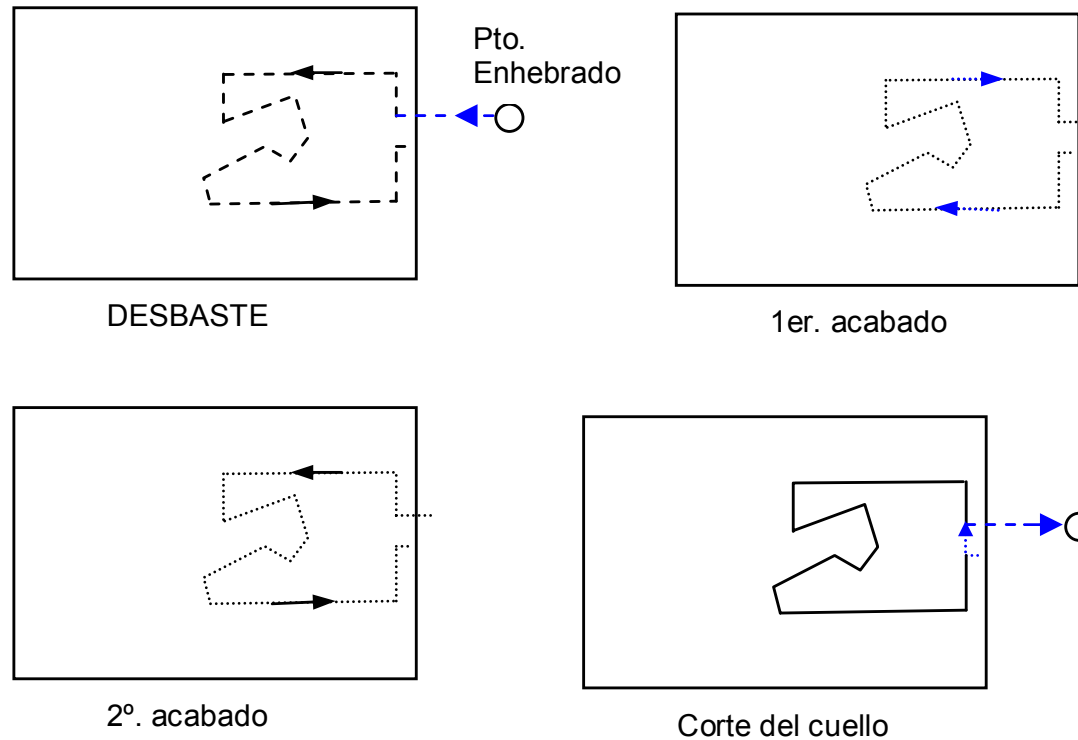 Pto.
Enhebrado
DESBASTE
1er. acabado
2º. acabado
Corte del cuello